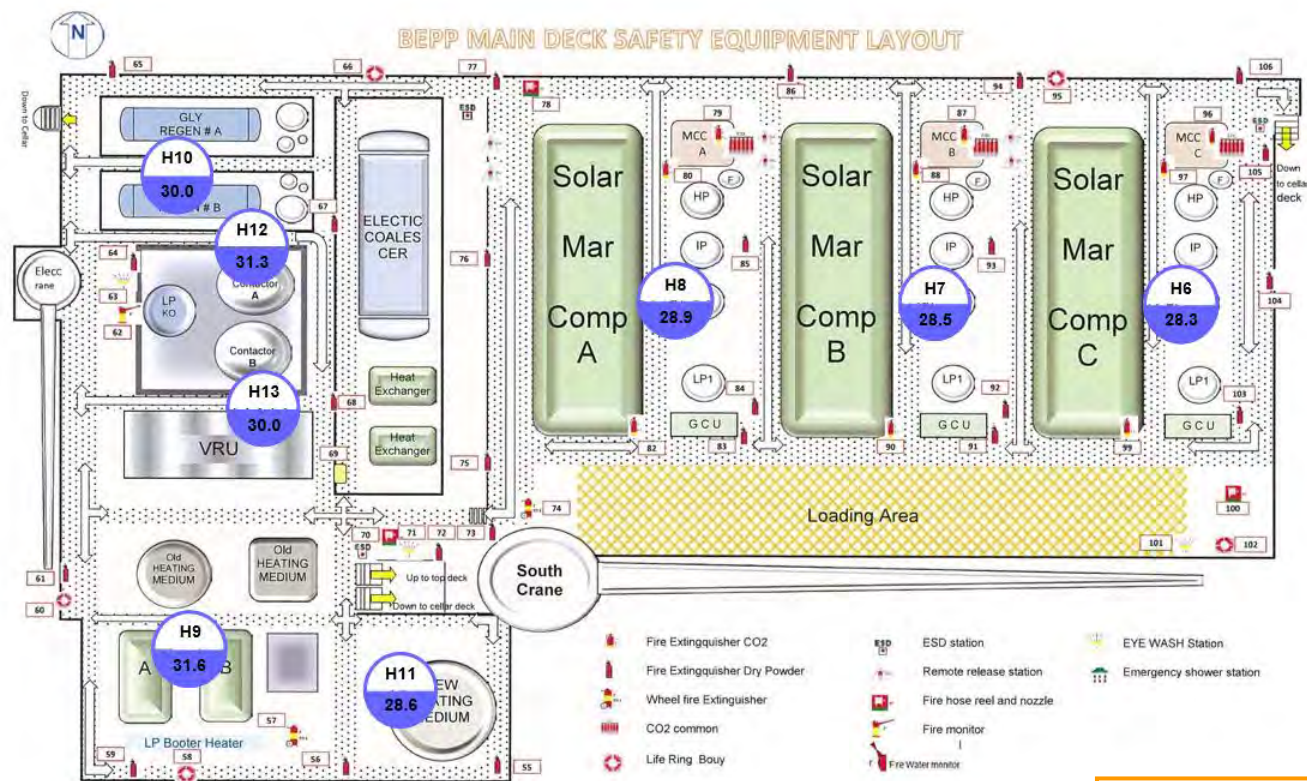 N
BEPP MAIN DECK SAFETY EQUIPMENT LAYOUT
65
66
77
86
94
95
106
Down to Cellar
GLY
REGEN # A
ESD
78
79
87
96
ESD
MCC
A
MCC
B
MCC
C
H10
30.0
# B
67
80
F
88
F
97
F
105
Down
to cellar
deck
ELECTIC
COALES
CER
Solar
Mar
Comp
A
Solar
Mar
Comp
B
Solar
Mar
Comp
C
HP
HP
HP
H12
31.3
Contactor
A
64
76
IP
85
IP
93
IP
Elecc
rane
63
62
LP
KO
H8
28.9
H7
28.5
H6
28.3
104
Contactor
B
Heat
Exchanger
LP1
84
LP1
92
LP1
103
H13
30.0
68
VRU
69
Heat
Exchanger
75
82
GCU
83
90
GCU
91
99
GCU
74
Loading Area
100
101
102
70
71
72
73
ESD
Old
HEATING
MEDIUM
Old
HEATING
MEDIUM
Up to top deck
Down to cellar deck
South
Crane
61
60
H9
31.6
A
B
H11
28.6
HEATING
MEDIUM
57
LP Booter Heater
59
58
56
55
Fire Extingquisher CO2
Fire Extingquisher Dry Powder
Wheel fire Extinguisher
CO2 common
Life Ring Bouy
ESD
ESD station
Remote release station
Fire hose reel and nozzle
Fire monitor
Fire Water monitor
EYE WASH Station
Emergency shower station